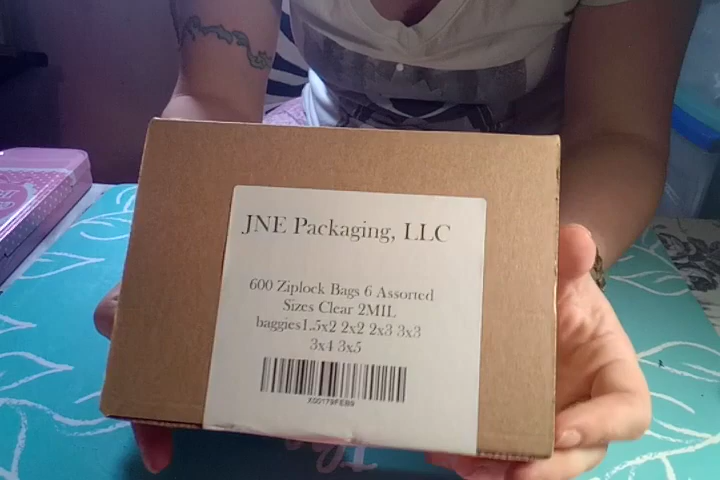 JNE Packaging, LLC
600 Ziplock Bags 6 Assorted
Sizes Clear 2MIL
baggies1.5x2 2x2 2x3 3x3
3x4 3x5
X00179FEB9